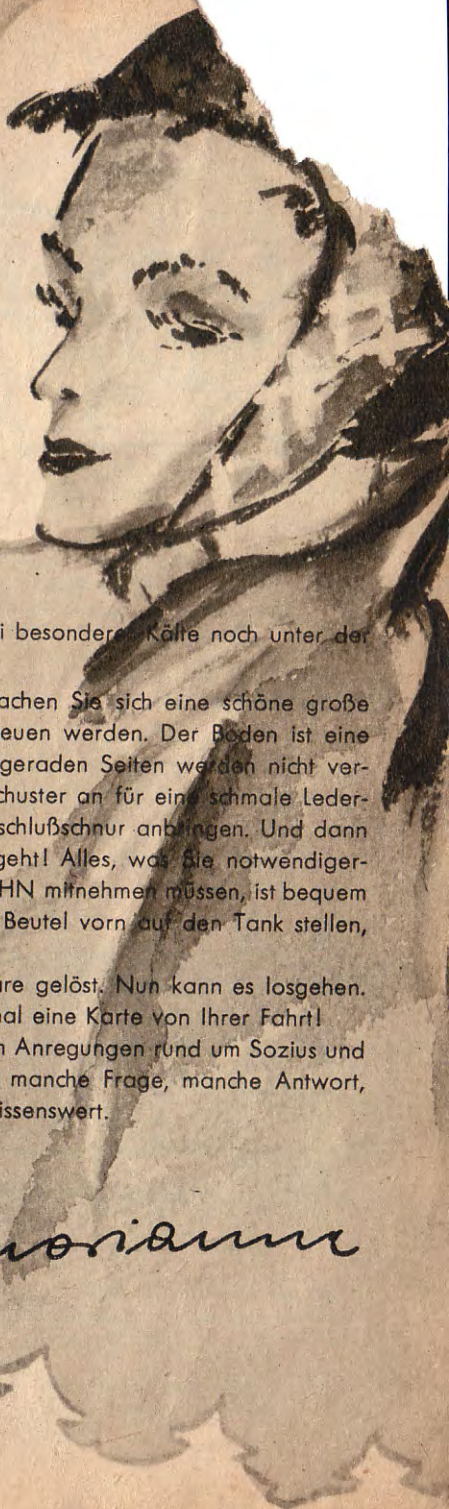 i besonderer Kälte noch unter der
achen Sie sich eine schöne große
euen werden. Der Boden ist eine
geraden Seiten werden nicht ver-
chuster an für eine schmale Leder-
schlußschnur anbringen. Und dann
geht! Alles, was Sie notwendiger-
HN mitnehmen müssen, ist bequem
Beutel vorn auf den Tank stellen,
re gelöst. Nun kann es losgehen.
al eine Karte von Ihrer Fahrt!
n Anregungen rund um Sozius und
manche Frage, manche Antwort,
issenswert.
marianne